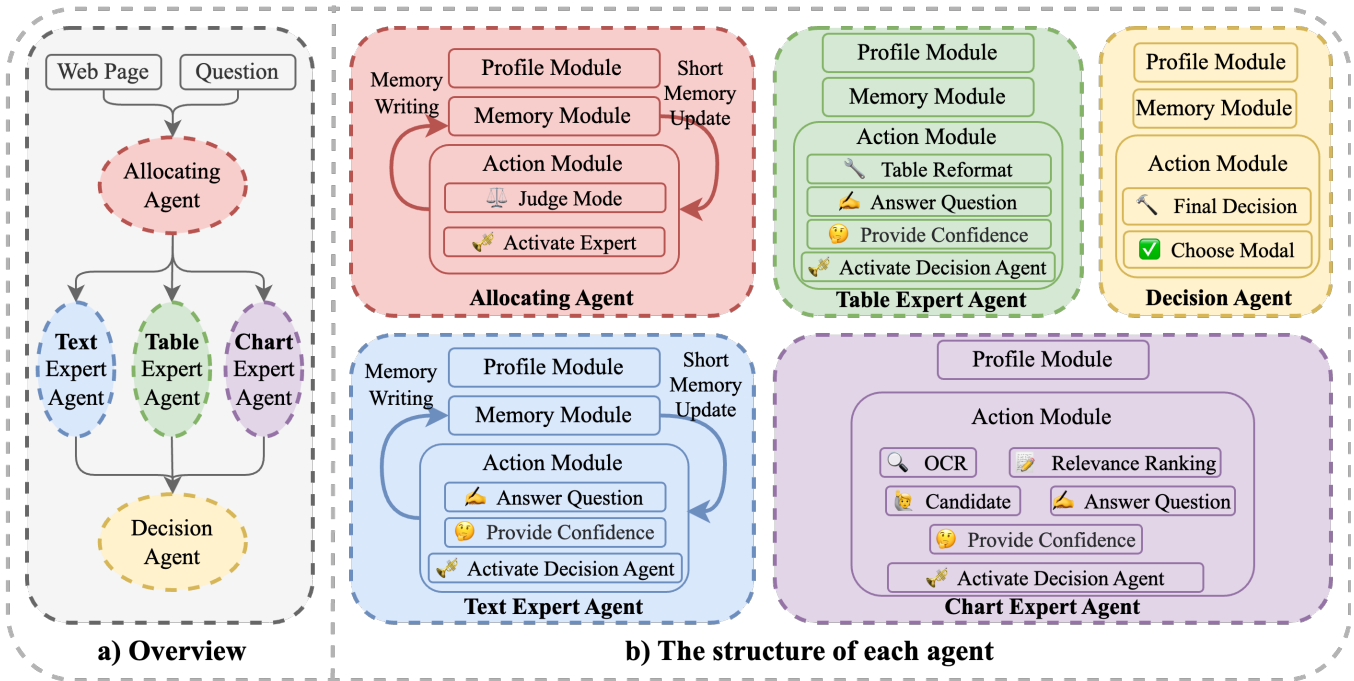 Web Page
Question
Allocating
Agent
Text
Expert
Agent
Table
Expert
Agent
Chart
Expert
Agent
Decision
Agent
a) Overview
Profile Module
Memory
Writing
Short
Memory
Update
Memory Module
Action Module
Judge Mode
Activate Expert
Allocating Agent
Profile Module
Memory Module
Action Module
Table Reformat
Answer Question
Provide Confidence
Activate Decision Agent
Table Expert Agent
Profile Module
Memory Module
Action Module
Final Decision
Choose Modal
Decision Agent
Profile Module
Memory
Writing
Short
Memory
Update
Memory Module
Action Module
Answer Question
Provide Confidence
Activate Decision Agent
Text Expert Agent
Profile Module
Action Module
OCR
Relevance Ranking
Candidate
Answer Question
Provide Confidence
Activate Decision Agent
Chart Expert Agent
b) The structure of each agent